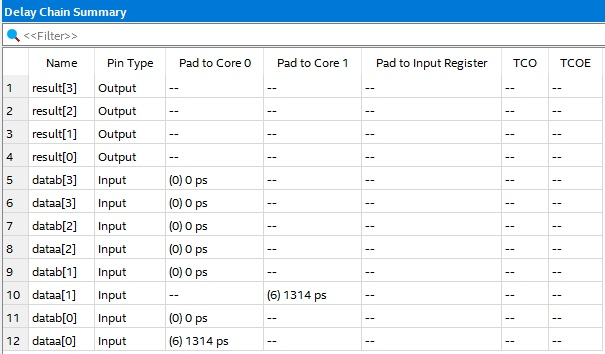 Delay Chain Summary
<<Filter>>
Name Pin Type Pad to Core 0 Pad to Core 1 Pad to Input Register TCO TCOE
1 result[3] Output -- -- -- -- --
2 result[2] Output -- -- -- -- --
3 result[1] Output -- -- -- -- --
4 result[0] Output -- -- -- -- --
5 datab[3] Input (0) 0 ps -- -- -- --
6 dataa[3] Input (0) 0 ps -- -- -- --
7 datab[2] Input (0) 0 ps -- -- -- --
8 dataa[2] Input (0) 0 ps -- -- -- --
9 datab[1] Input (0) 0 ps -- -- -- --
10 dataa[1] Input -- (6) 1314 ps -- -- --
11 datab[0] Input (0) 0 ps -- -- -- --
12 dataa[0] Input (6) 1314 ps -- -- -- --